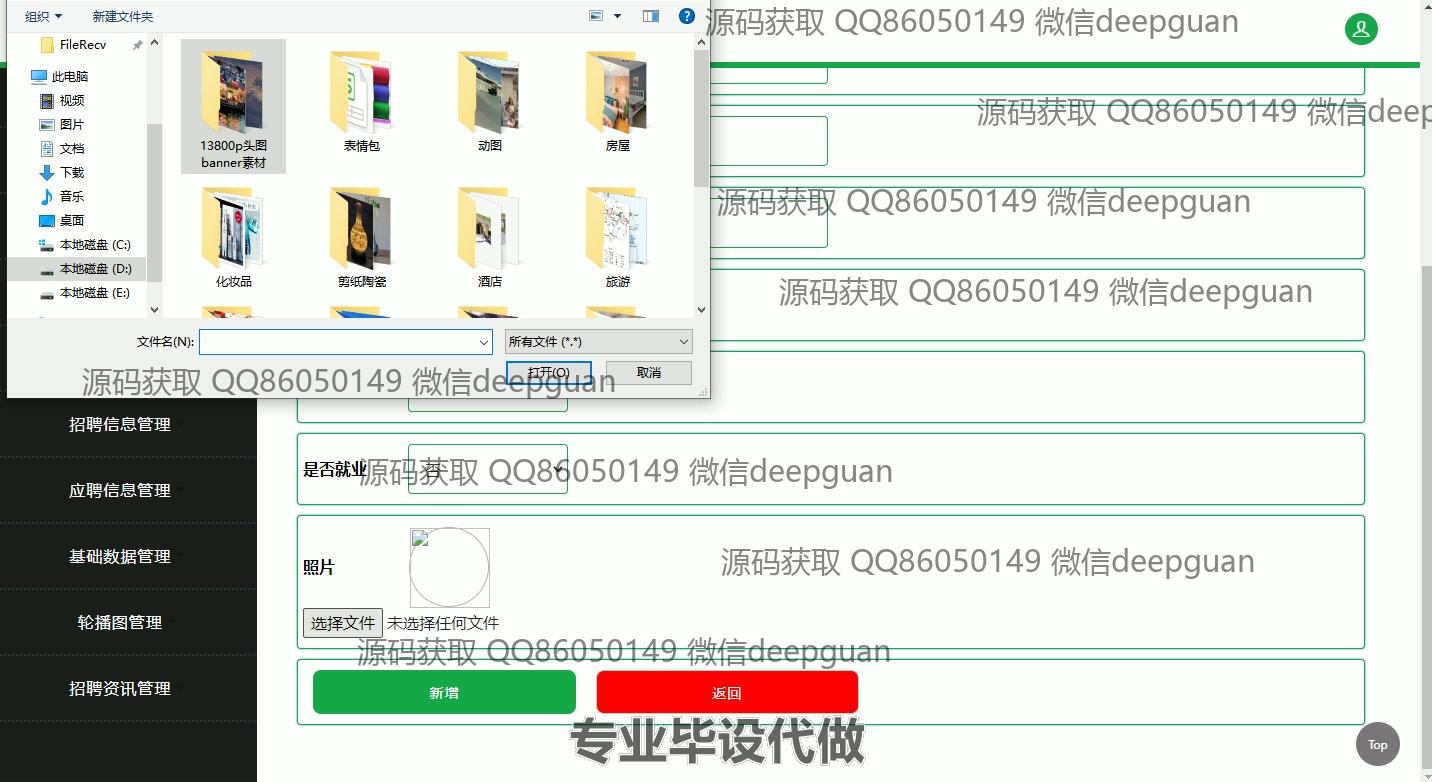 组织 新建文件夹
源码获取 QQ86050149 微信deepguan
FileRecv
此电脑
视频
图片
文档
下载
音乐
桌面
本地磁盘 (C:)
本地磁盘 (D:)
本地磁盘 (E:)
13800p头图
banner素材
表情包
动图
房屋
化妆品
剪纸陶瓷
酒店
旅游
源码获取 QQ86050149 微信deep
源码获取 QQ86050149 微信deepguan
源码获取 QQ86050149 微信deepguan
文件名(N):
所有文件 (*.*)
打开(O)
取消
源码获取 QQ86050149 微信deepguan
招聘信息管理
应聘信息管理
基础数据管理
轮播图管理
招聘资讯管理
是否就业
否
源码获取 QQ86050149 微信deepguan
照片
源码获取 QQ86050149 微信deepguan
选择文件 未选择任何文件
源码获取 QQ86050149 微信deepguan
新增
返回
专业毕设代做
Top